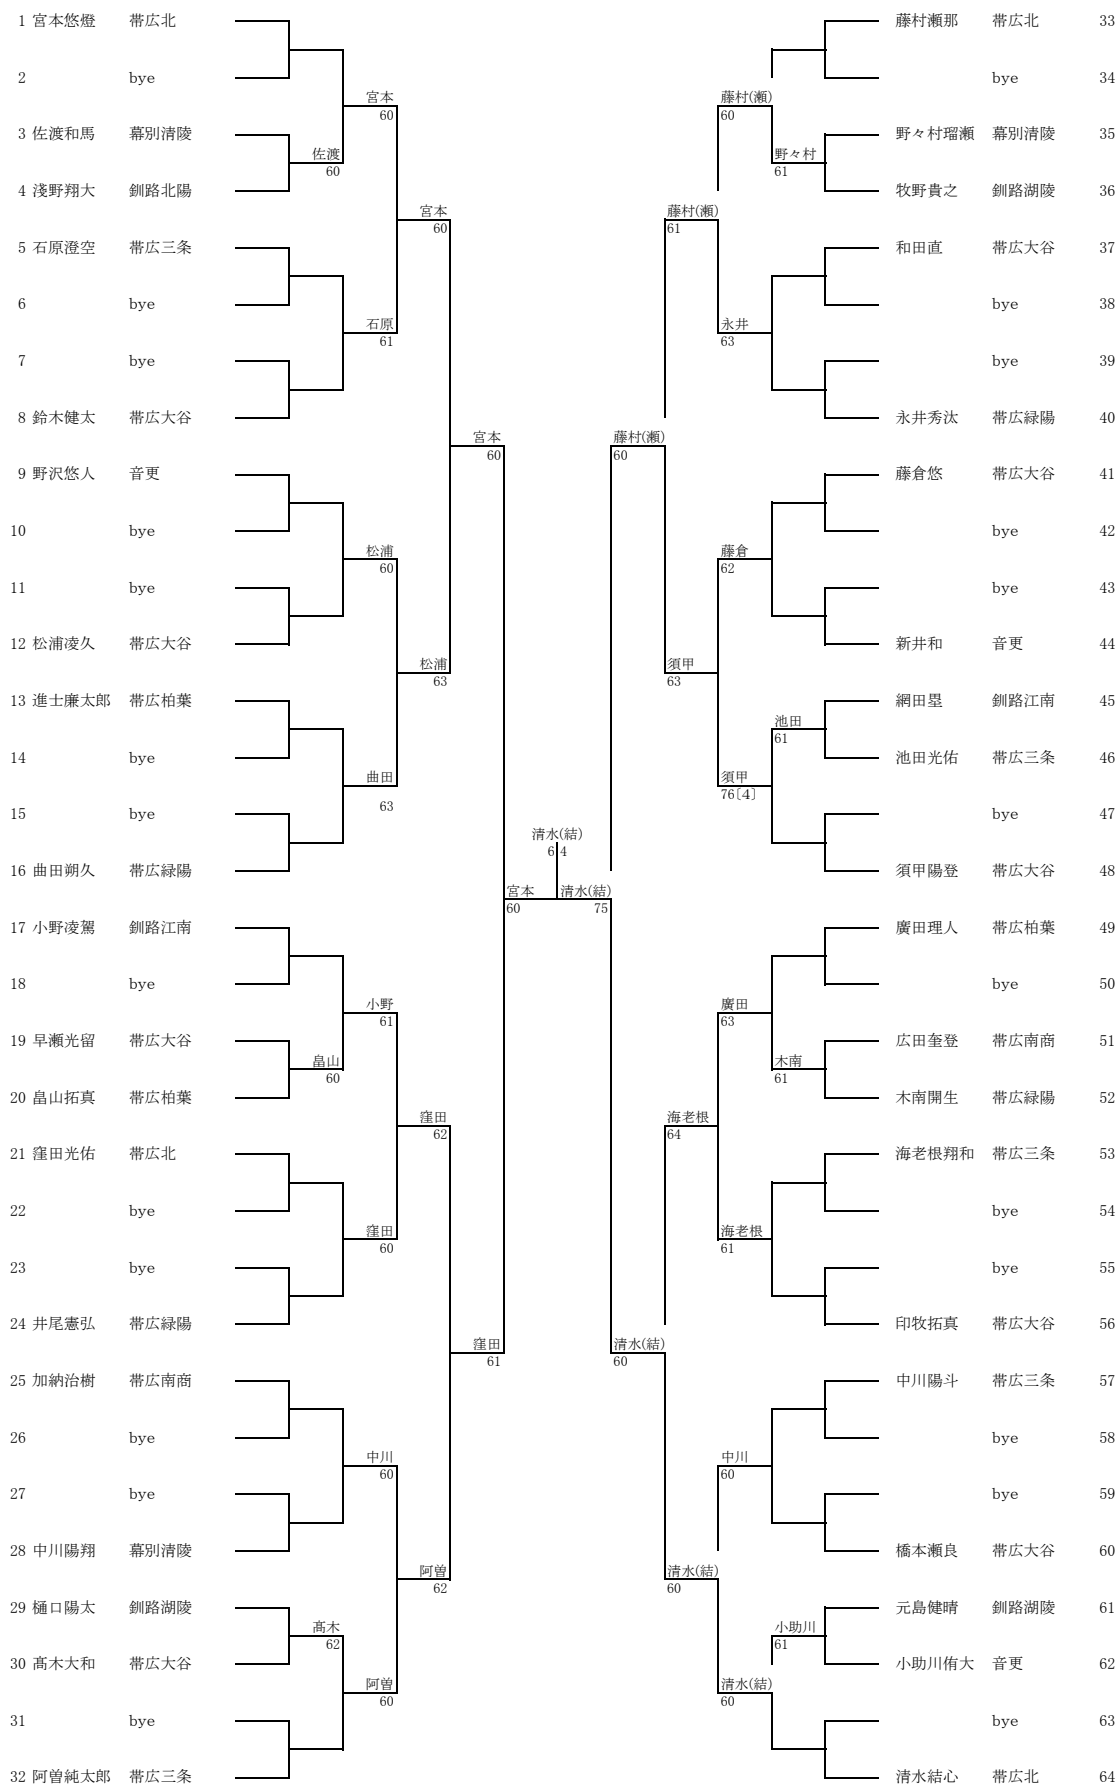 1 宮本悠燈 帯広北
2 bye
宮本
60
3 佐渡和馬 幕別清陵
佐渡
60
4 淺野翔大 釧路北陽
宮本
60
5 石原澄空 帯広三条
6 bye
石原
61
7 bye
8 鈴木健太 帯広大谷
宮本
60
9 野沢悠人 音更
10 bye
松浦
60
11 bye
12 松浦凌久 帯広大谷
松浦
63
13 進士廉太郎 帯広柏葉
14 bye
曲田
63
15 bye
16 曲田朔久 帯広緑陽
清水(結)
6 4
宮本
60
清水(結)
75
17 小野凌駕 釧路江南
18 bye
小野
61
19 早瀬光留 帯広大谷
畠山
60
20 畠山拓真 帯広柏葉
窪田
62
21 窪田光佑 帯広北
22 bye
窪田
60
23 bye
24 井尾憲弘 帯広緑陽
窪田
61
25 加納治樹 帯広南商
26 bye
中川
60
27 bye
28 中川陽翔 幕別清陵
阿曽
62
29 樋口陽太 釧路湖陵
髙木
62
30 髙木大和 帯広大谷
阿曽
60
31 bye
32 阿曽純太郎 帯広三条
藤村瀬那 帯広北 33
bye 34
藤村(瀬)
60
野々村瑠瀬 幕別清陵 35
野々村
61
牧野貴之 釧路湖陵 36
藤村(瀬)
61
和田直 帯広大谷 37
bye 38
永井
63
bye 39
永井秀汰 帯広緑陽 40
藤村(瀬)
60
藤倉悠 帯広大谷 41
bye 42
藤倉
62
bye 43
新井和 音更 44
須甲
63
網田塁 釧路江南 45
池田
61
池田光佑 帯広三条 46
須甲
76〔4〕
bye 47
須甲陽登 帯広大谷 48
廣田理人 帯広柏葉 49
bye 50
廣田
63
広田奎登 帯広南商 51
木南
61
木南開生 帯広緑陽 52
海老根
64
海老根翔和 帯広三条 53
bye 54
海老根
61
bye 55
印牧拓真 帯広大谷 56
清水(結)
60
中川陽斗 帯広三条 57
bye 58
中川
60
bye 59
橋本瀬良 帯広大谷 60
清水(結)
60
元島健晴 釧路湖陵 61
小助川
61
小助川侑大 音更 62
清水(結)
60
bye 63
清水結心 帯広北 64